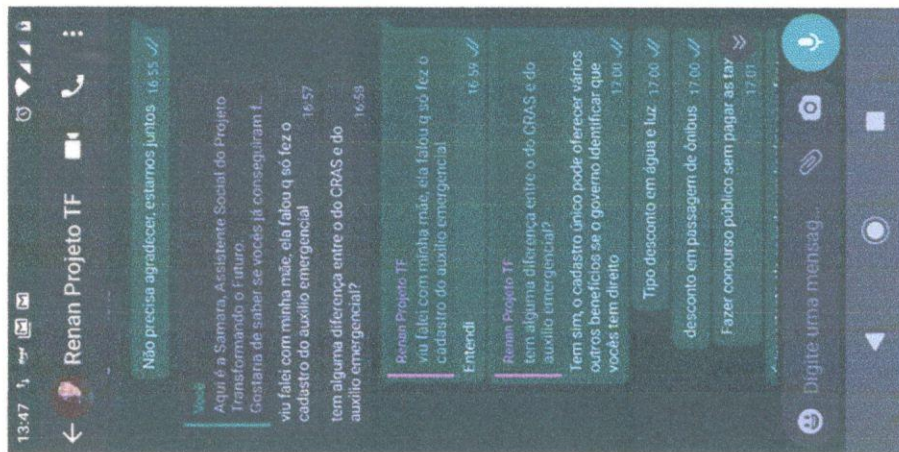 13:47
Renan Projeto TF
Não precisa agradecer, estamos juntos 16:55
Você
Aqui é a Samara, Assistente Social do Projeto
Transformando o Futuro.
Gostaria de saber se vocês já conseguiram f...
viu falei com minha mãe, ela falou q só fez o
cadastro do auxílio emergencial 16:57
tem alguma diferença entre o do CRAS e do
auxílio emergencial? 16:58
Renan Projeto TF
viu falei com minha mãe, ela falou q só fez o
cadastro do auxílio emergencial
Entendi 16:59
Renan Projeto TF
tem alguma diferença entre o do CRAS e do
auxílio emergencial?
Tem sim, o cadastro único pode oferecer vários
outros benefícios se o governo identificar que
vocês tem direito 17:00
Tipo desconto em água e luz 17:00
desconto em passagem de ônibus 17:00
Fazer concurso público sem pagar as tax
17:01
Digite uma mensag